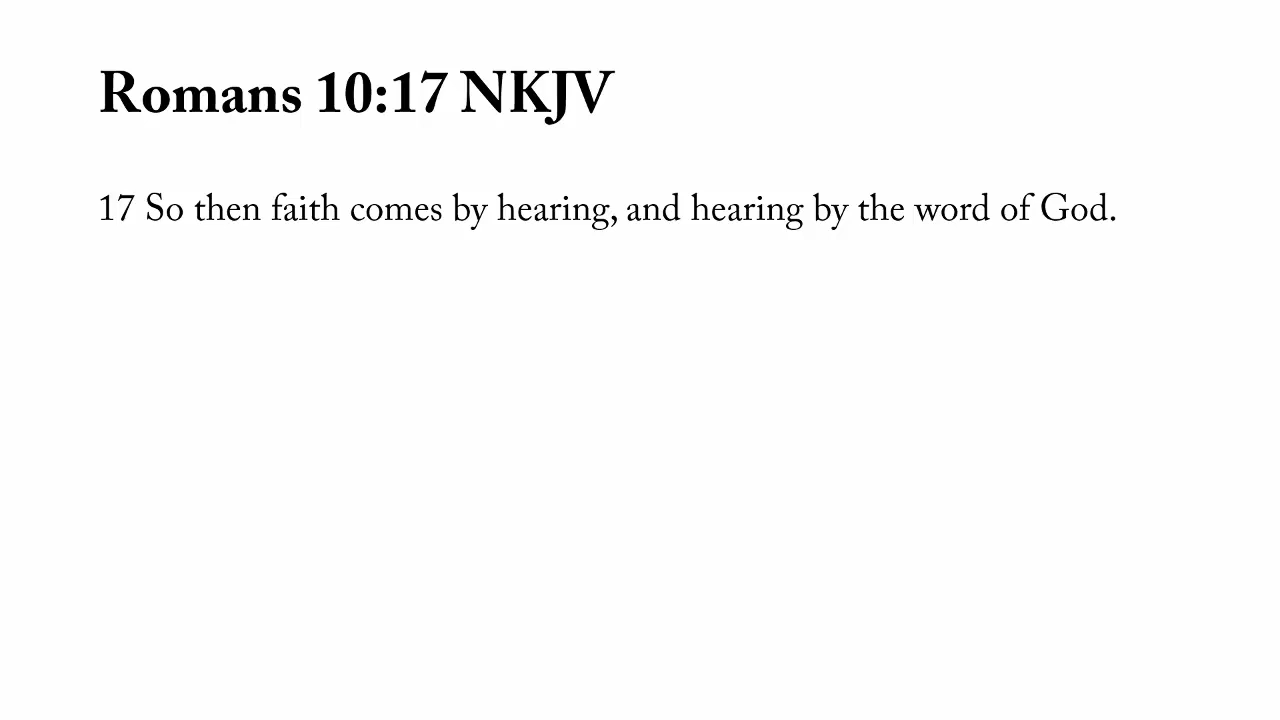 Romans 10:17 NKJV
17 So then faith comes by hearing, and hearing by the word of God.